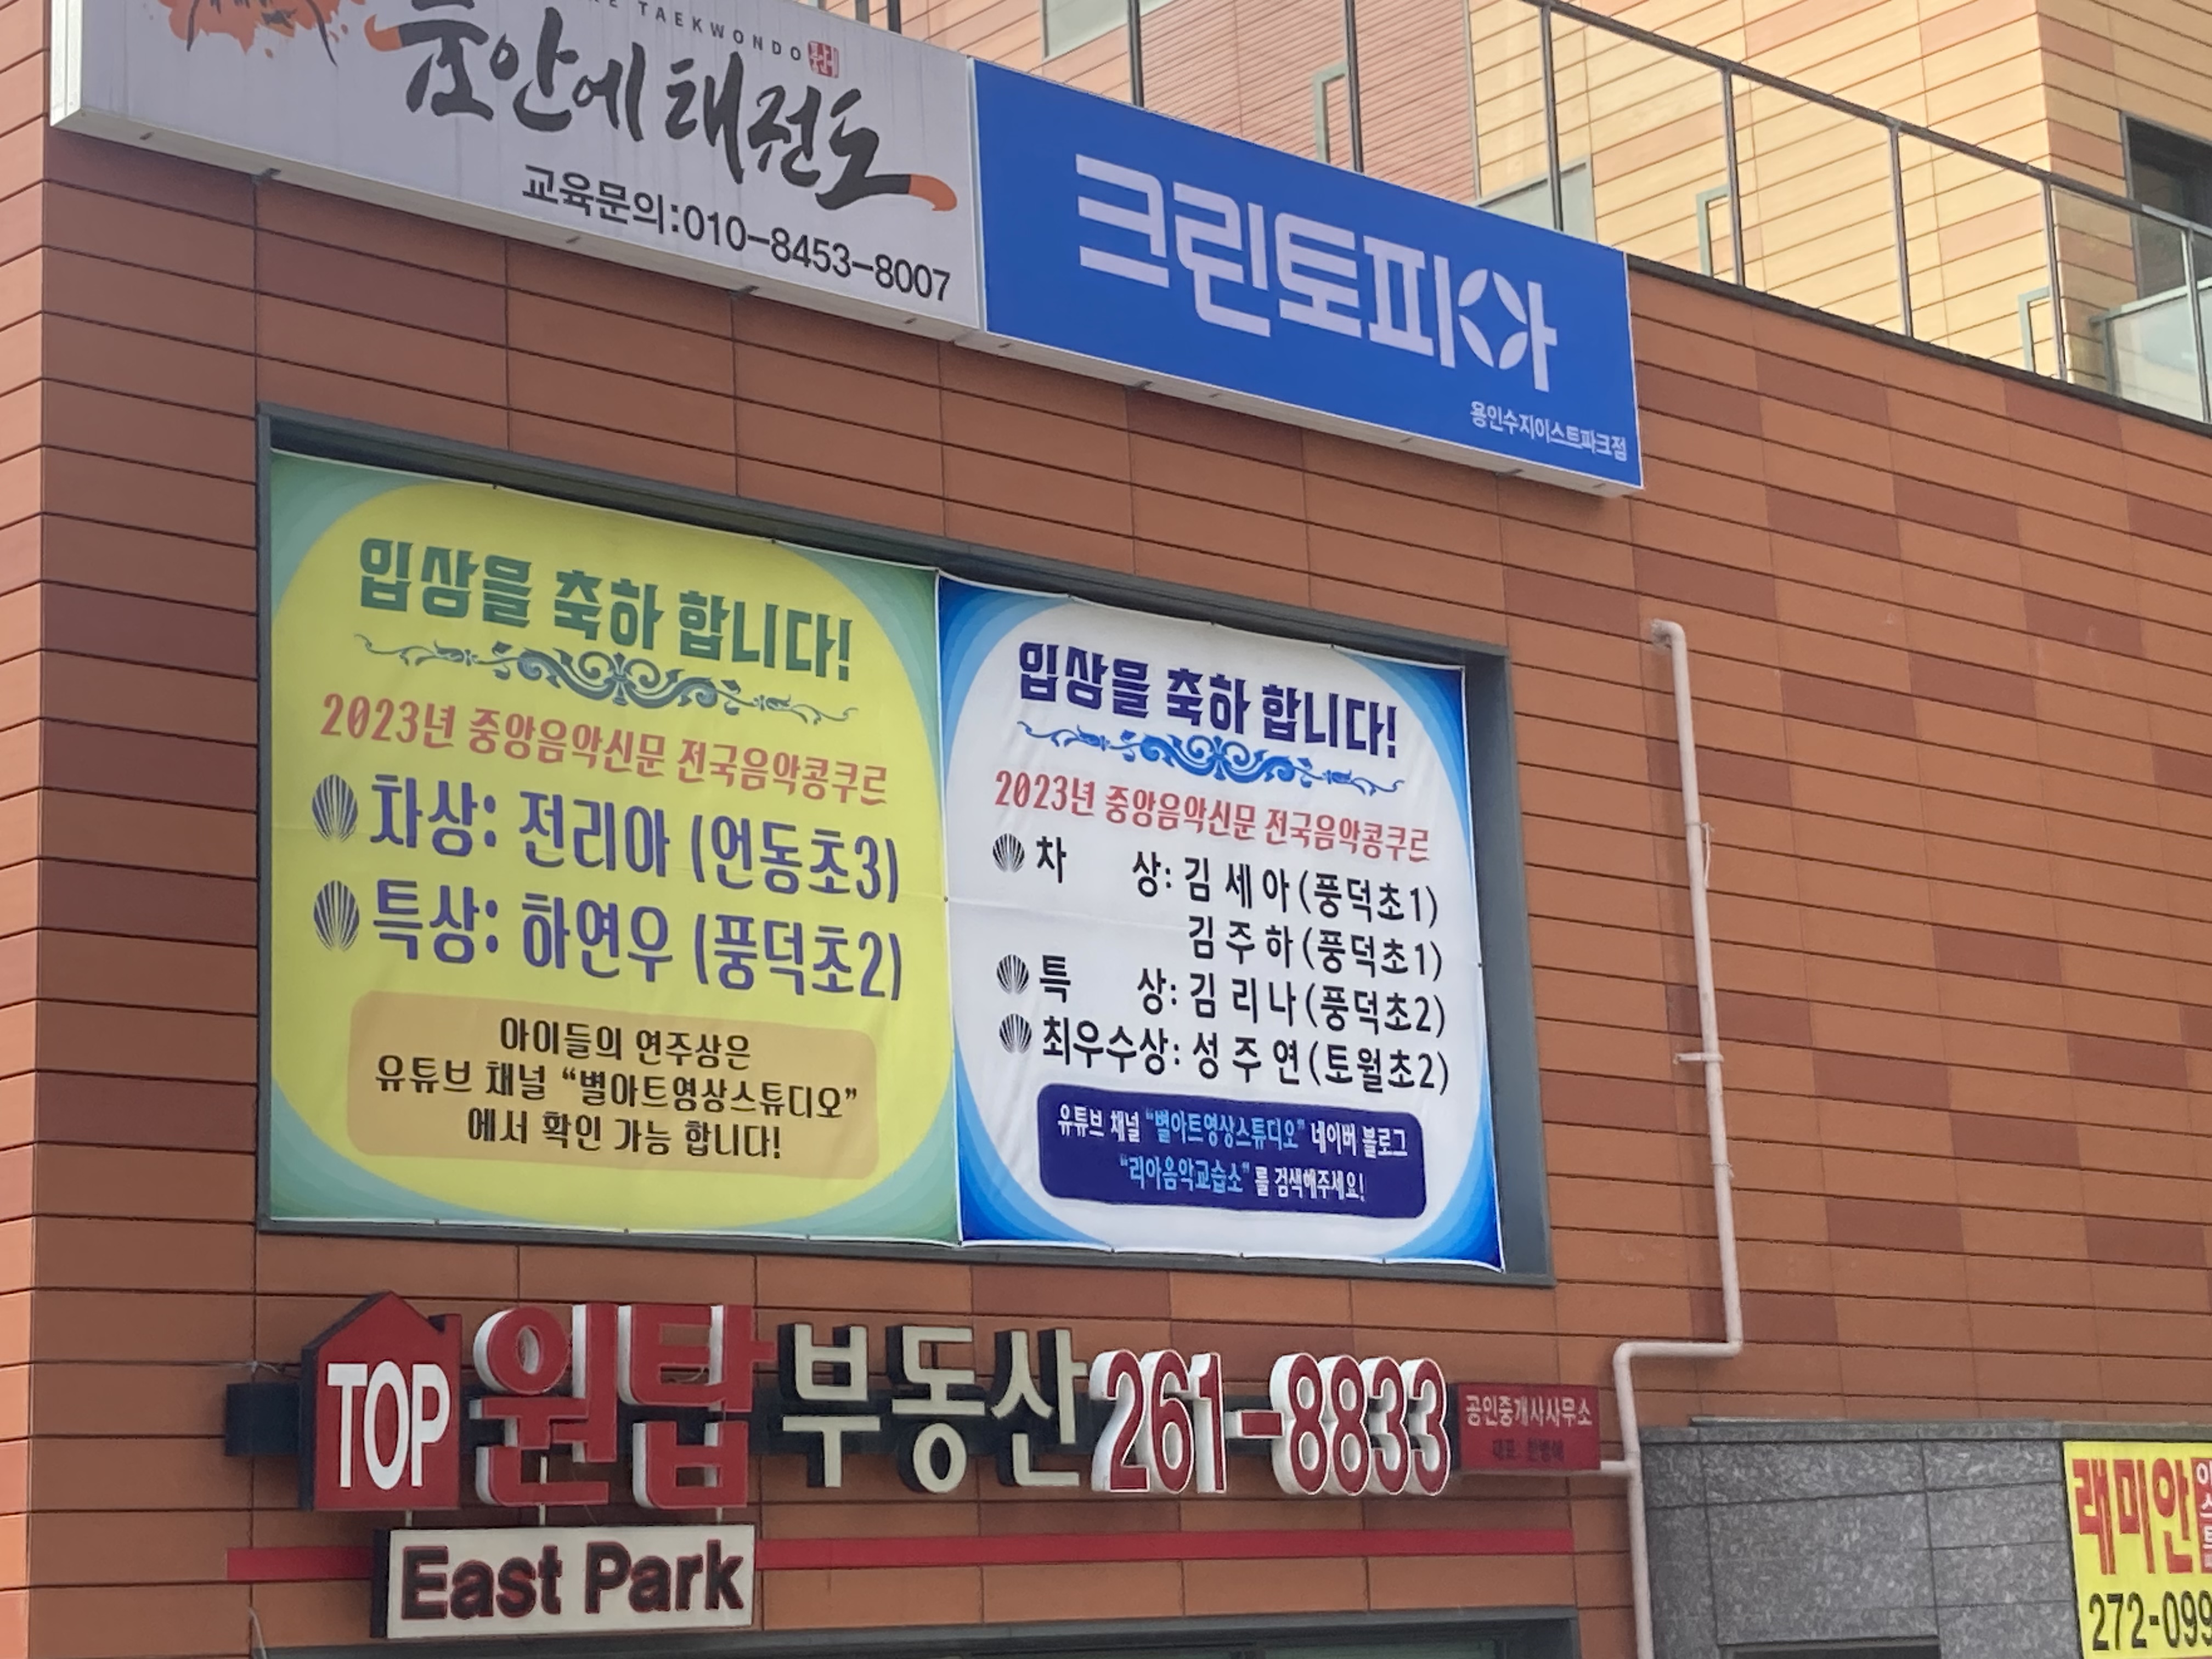 TAEKWONDO
품안에 태권도
교육문의:010-8453-8007
크린토피아
용인수지이스트파크점
입상을 축하 합니다!
2023년 중앙음악신문 전국음악콩쿠르
차상: 전리아 (언동초3)
특상: 하연우 (풍덕초2)
아이들의 연주상은
유튜브 채널 “별아트영상스튜디오”
에서 확인 가능 합니다!
입상을 축하 합니다!
2023년 중앙음악신문 전국음악콩쿠르
차 상: 김 세 아 (풍덕초1)
김 주 하 (풍덕초1)
특 상: 김 리 나 (풍덕초2)
최우수상: 성 주 연 (토월초2)
유튜브 채널 “별아트영상스튜디오” 네이버 블로그
“리아음악교습소” 를 검색해주세요!
TOP 원탑 부동산 261-8833
공인중개사사무소
대표:
East Park
래미안
272-099